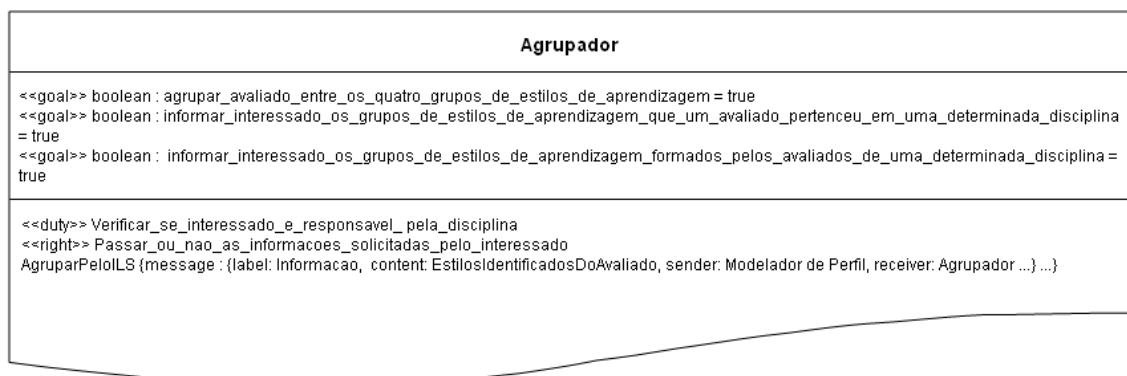 Agrupador
<<goal>> boolean : agrupar_avaliado_entre_os_quatro_grupos_de_estilos_de_aprendizagem = true
<<goal>> boolean : informar_interessado_os_grupos_de_estilos_de_aprendizagem_que_um_avaliado_pertenceu_em_uma_determinada_disciplina
= true
<<goal>> boolean :  informar_interessado_os_grupos_de_estilos_de_aprendizagem_formados_pelos_avaliados_de_uma_determinada_disciplina =
true
<<duty>> Verificar_se_interessado_e_responsavel_ pela_disciplina
<<right>> Passar_ou_nao_as_informacoes_solicitadas_pelo_interessado
AgruparPeloILS {message : {label: Informacao,  content: EstilosIdentificadosDoAvaliado, sender: Modelador de Perfil, receiver: Agrupador ...} ...}